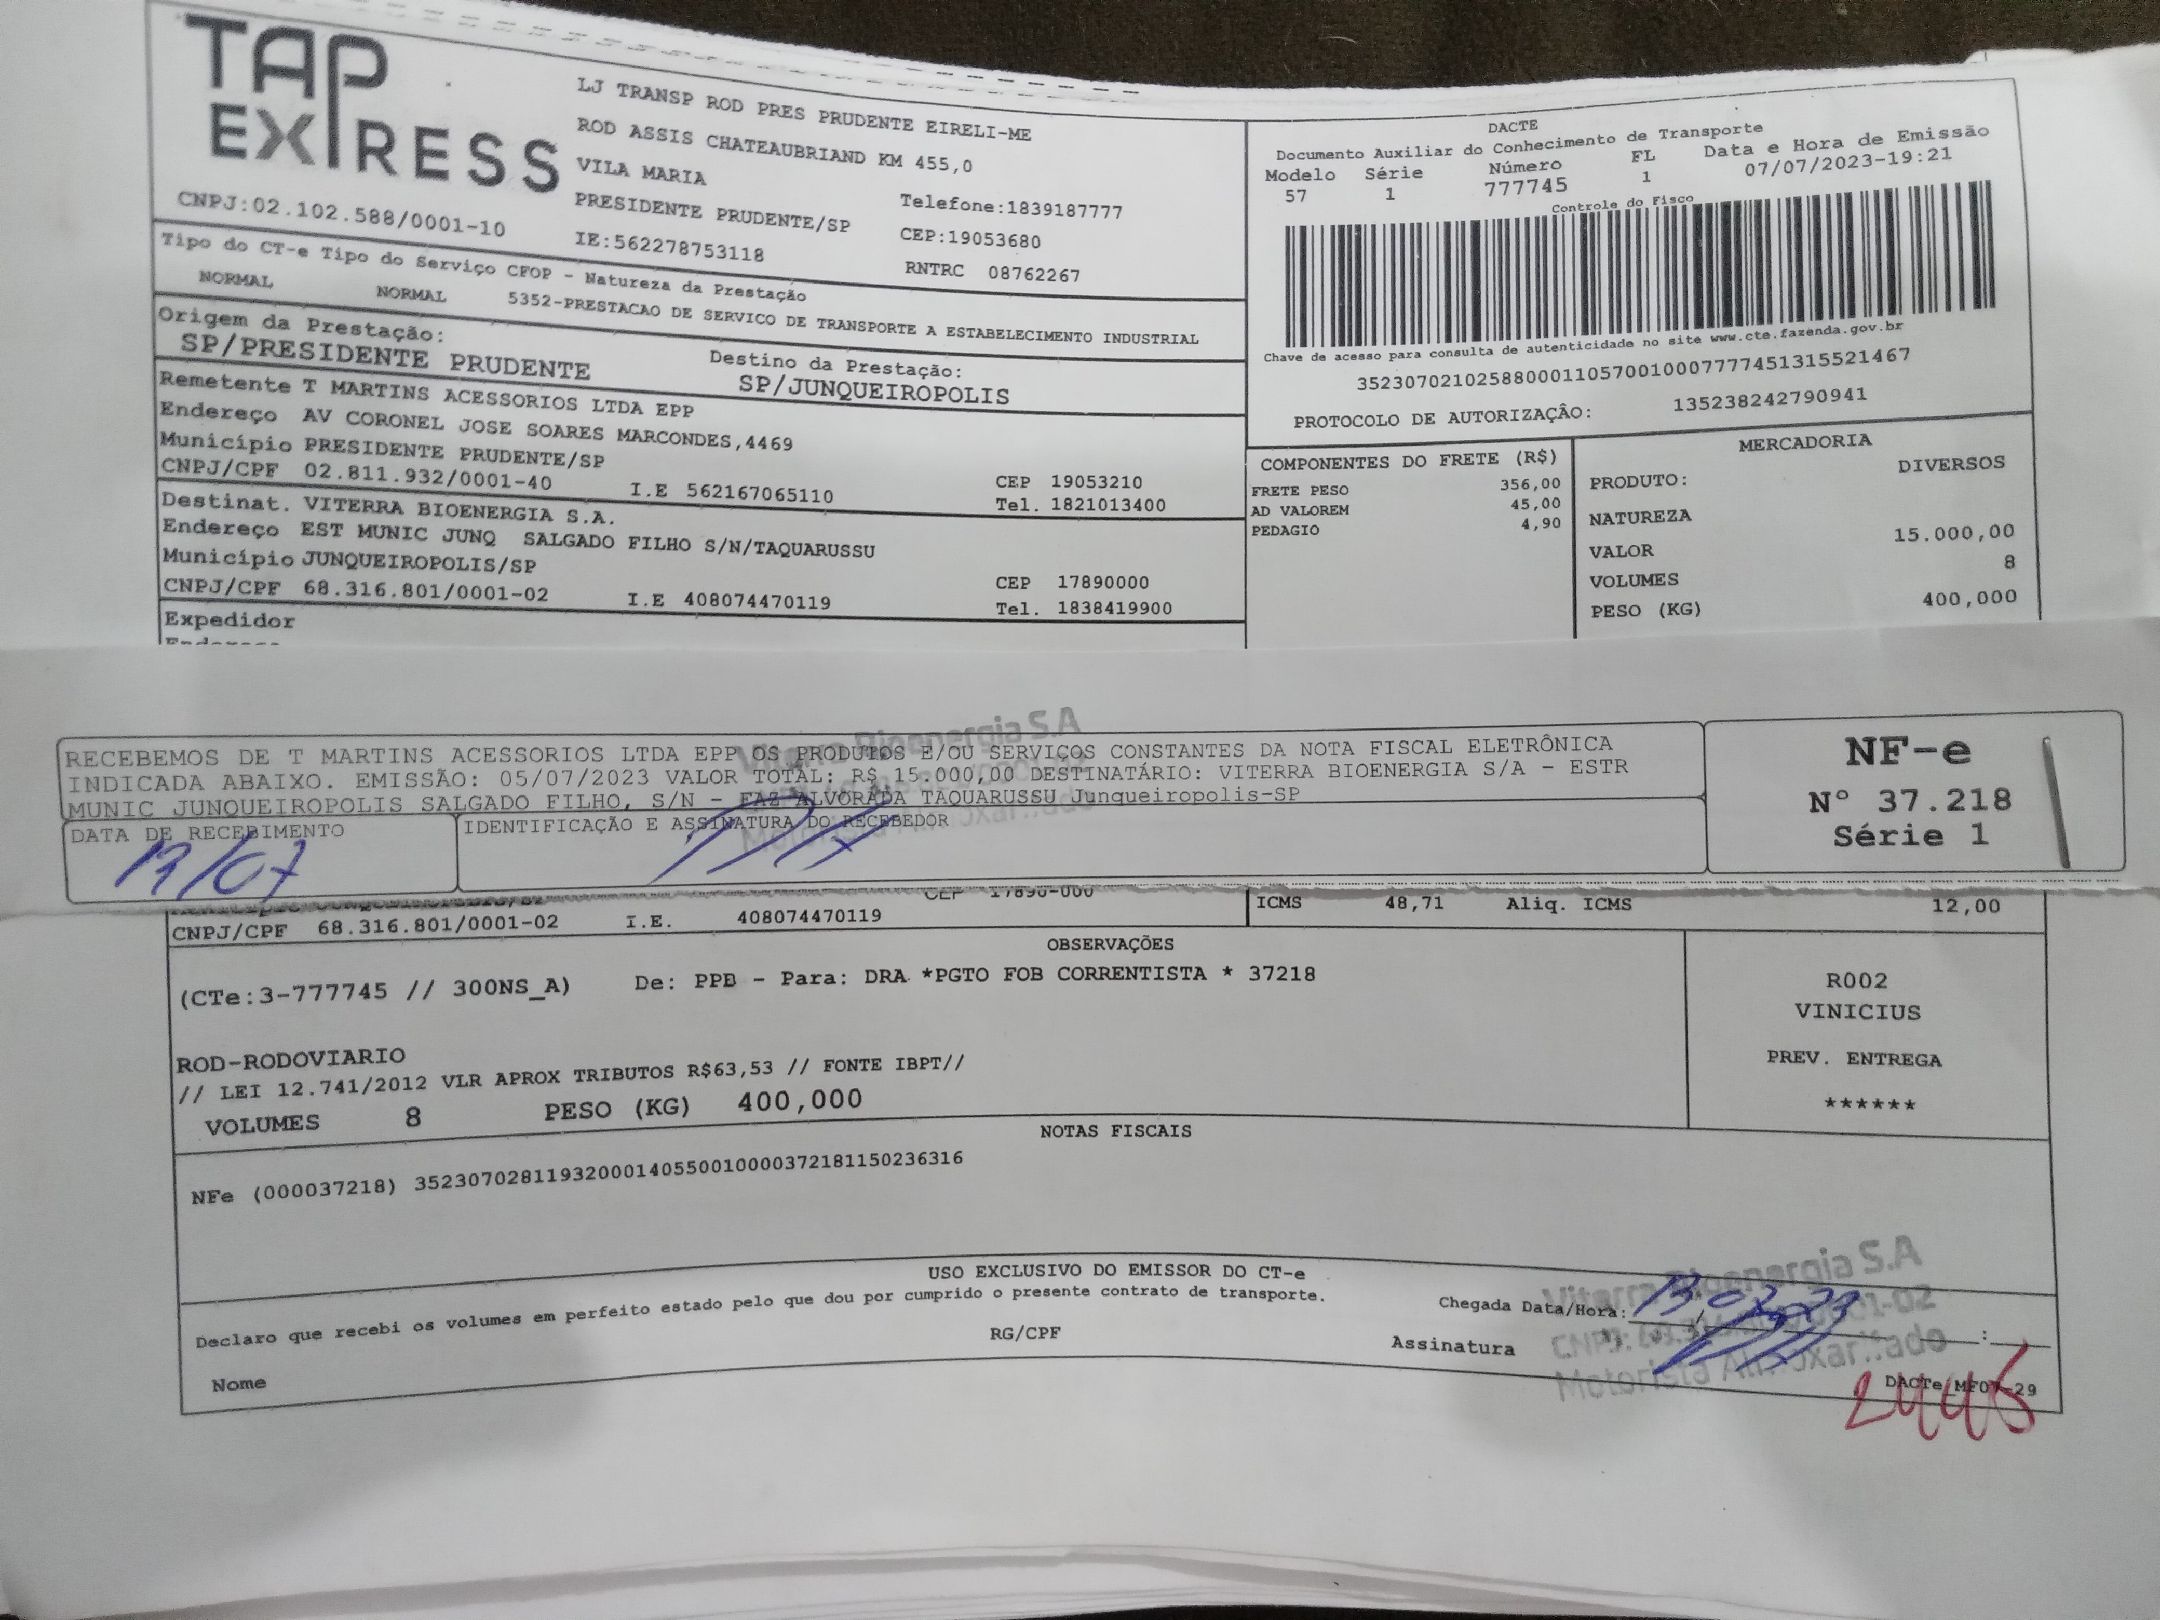 TAP
EXPRESS
CNPJ:02.102.588/0001-10
LJ TRANSP ROD PRES PRUDENTE EIRELI-ME
ROD ASSIS CHATEAUBRIAND KM 455,0
VILA MARIA
PRESIDENTE PRUDENTE/SP
Telefone:1839187777
CEP:19053680
IE:562278753118
RNTRC 08762267
DACTE
Documento Auxiliar do Conhecimento de Transporte
Modelo Série Número FL Data e Hora de Emissão
57 1 777745 1 07/07/2023-19:21
Controle do Fisco
Chave de acesso para consulta de autenticidade no site www.cte.fazenda.gov.br
35230702102588000110570010007777451315521467
PROTOCOLO DE AUTORIZAÇÃO: 135238242790941
Tipo do CT-e Tipo do Serviço CFOP - Natureza da Prestação
NORMAL NORMAL 5352-PRESTACAO DE SERVICO DE TRANSPORTE A ESTABELECIMENTO INDUSTRIAL
Origem da Prestação:
SP/PRESIDENTE PRUDENTE
Destino da Prestação:
SP/JUNQUEIROPOLIS
Remetente T MARTINS ACESSORIOS LTDA EPP
Endereço AV CORONEL JOSE SOARES MARCONDES,4469
Município PRESIDENTE PRUDENTE/SP
CEP 19053210
CNPJ/CPF 02.811.932/0001-40 I.E 562167065110 Tel. 1821013400
Destinat. VITERRA BIOENERGIA S.A.
Endereço EST MUNIC JUNQ SALGADO FILHO S/N/TAQUARUSSU
Município JUNQUEIROPOLIS/SP
CEP 17890000
CNPJ/CPF 68.316.801/0001-02 I.E 408074470119 Tel. 1838419900
Expedidor
COMPONENTES DO FRETE (R$)
FRETE PESO 356,00
AD VALOREM 45,00
PEDAGIO 4,90
MERCADORIA
PRODUTO: DIVERSOS
NATUREZA
VALOR 15.000,00
VOLUMES 8
PESO (KG) 400,000
RECEBEMOS DE T MARTINS ACESSORIOS LTDA EPP OS PRODUTOS E/OU SERVIÇOS CONSTANTES DA NOTA FISCAL ELETRÔNICA
INDICADA ABAIXO. EMISSÃO: 05/07/2023 VALOR TOTAL: R$ 15.000,00 DESTINATÁRIO: VITERRA BIOENERGIA S/A - ESTR
MUNIC JUNQUEIROPOLIS SALGADO FILHO, S/N - FAZ ALVORADA TAQUARUSSU Junqueiropolis-SP
DATA DE RECEBIMENTO
IDENTIFICAÇÃO E ASSINATURA DO RECEBEDOR
NF-e
Nº 37.218
Série 1
CEP 17890-000
CNPJ/CPF 68.316.801/0001-02 I.E. 408074470119
ICMS 48,71 Aliq. ICMS 12,00
OBSERVAÇÕES
(CTe:3-777745 // 300NS_A) De: PPB - Para: DRA *PGTO FOB CORRENTISTA * 37218
ROD-RODOVIARIO
// LEI 12.741/2012 VLR APROX TRIBUTOS R$63,53 // FONTE IBPT//
VOLUMES 8 PESO (KG) 400,000
R002
VINICIUS
PREV. ENTREGA
******
NOTAS FISCAIS
NFe (000037218) 35230702811932000140550010000372181150236316
USO EXCLUSIVO DO EMISSOR DO CT-e
Declaro que recebi os volumes em perfeito estado pelo que dou por cumprido o presente contrato de transporte.
Chegada Data/Hora:
Nome
RG/CPF
Assinatura
Viterra Bioenergia S.A
DACTe_MF07-29